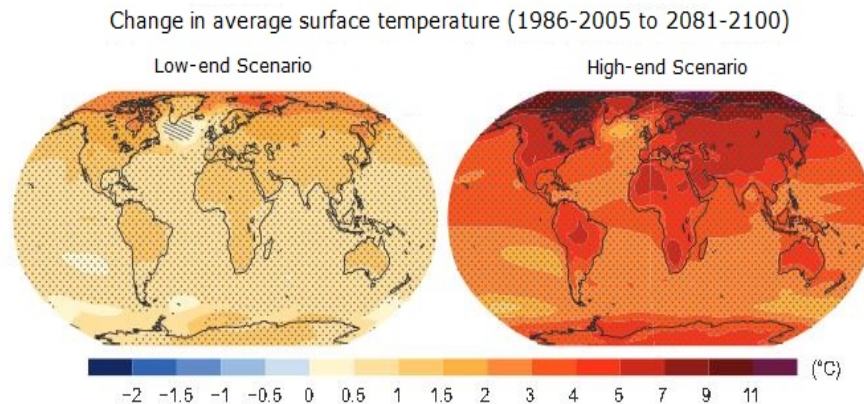 Change in average surface temperature (1986-2005 to 2081-2100)
Low-end Scenario
High-end Scenario
(°C)
−2 −1.5 −1 −0.5 0 0.5 1 1.5 2 3 4 5 7 9 11